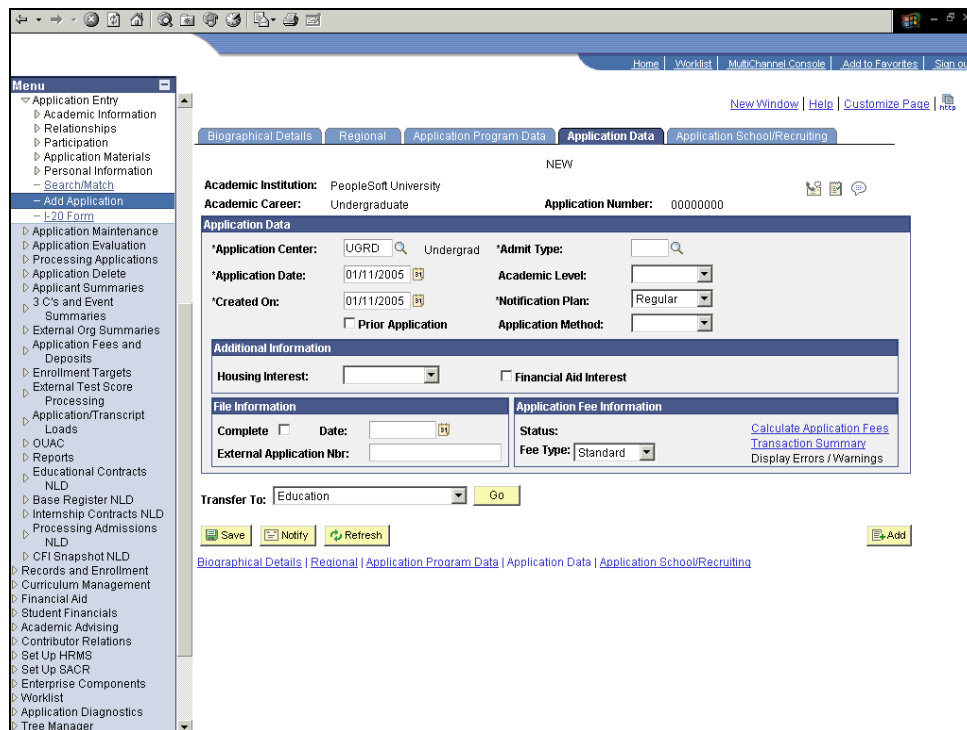 Home | Worklist | MultiChannel Console | Add to Favorites | Sign ou
Menu
Application Entry
Academic Information
Relationships
Participation
Application Materials
Personal Information
Search/Match
Add Application
I-20 Form
Application Maintenance
Application Evaluation
Processing Applications
Application Delete
Applicant Summaries
3 C's and Event
Summaries
External Org Summaries
Application Fees and
Deposits
Enrollment Targets
External Test Score
Processing
Application/Transcript
Loads
OUAC
Reports
Educational Contracts
NLD
Base Register NLD
Internship Contracts NLD
Processing Admissions
NLD
CFI Snapshot NLD
Records and Enrollment
Curriculum Management
Financial Aid
Student Financials
Academic Advising
Contributor Relations
Set Up HRMS
Set Up SACR
Enterprise Components
Worklist
Application Diagnostics
Tree Manager
New Window | Help | Customize Page | http
Biographical Details Regional Application Program Data Application Data Application School/Recruiting
NEW
Academic Institution: PeopleSoft University
Academic Career: Undergraduate Application Number: 00000000
Application Data
*Application Center: UGRD Undergrad *Admit Type:
*Application Date: 01/11/2005 Academic Level:
*Created On: 01/11/2005 *Notification Plan: Regular
Prior Application Application Method:
Additional Information
Housing Interest: Financial Aid Interest
File Information Application Fee Information
Complete Date: Status: Calculate Application Fees
Transaction Summary
External Application Nbr: Fee Type: Standard Display Errors / Warnings
Transfer To: Education Go
Save Notify Refresh Add
Biographical Details | Regional | Application Program Data | Application Data | Application School/Recruiting